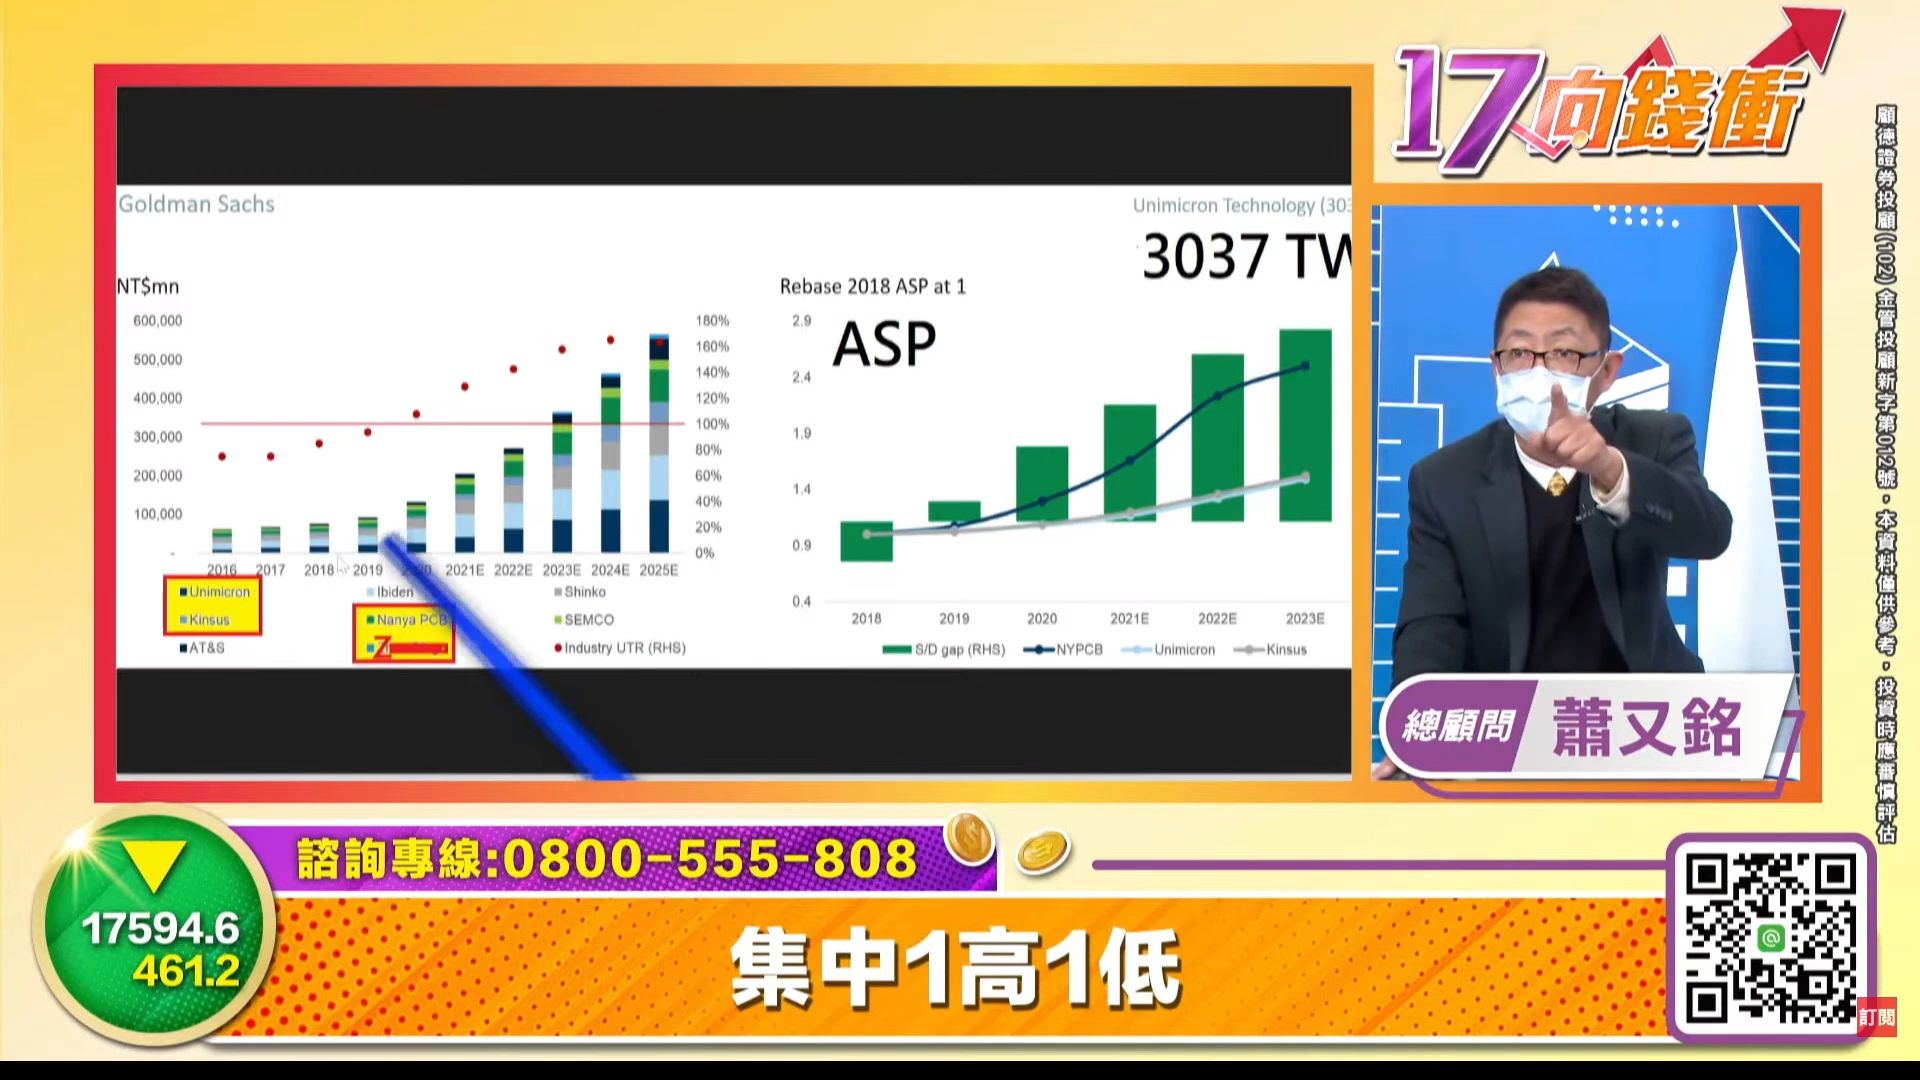 17向錢衝
Goldman Sachs
Unimicron Technology (303
3037 TW
NT$mn
600,000
500,000
400,000
300,000
200,000
100,000
-
180%
160%
140%
120%
100%
80%
60%
40%
20%
0%
2016 2017 2018 2019 2020 2021E 2022E 2023E 2024E 2025E
Unimicron Ibiden Shinko
Kinsus Nanya PCB SEMCO
AT&S Z Industry UTR (RHS)
Rebase 2018 ASP at 1
ASP
2.9
2.4
1.9
1.4
0.9
0.4
2018 2019 2020 2021E 2022E 2023E
S/D gap (RHS) NYPCB Unimicron Kinsus
總顧問 蕭又銘
顧德證券投顧(102)金管投顧新字第012號，本資料僅供參考，投資時應審慎評估
諮詢專線:0800-555-808
17594.6
461.2
集中1高1低
訂閱